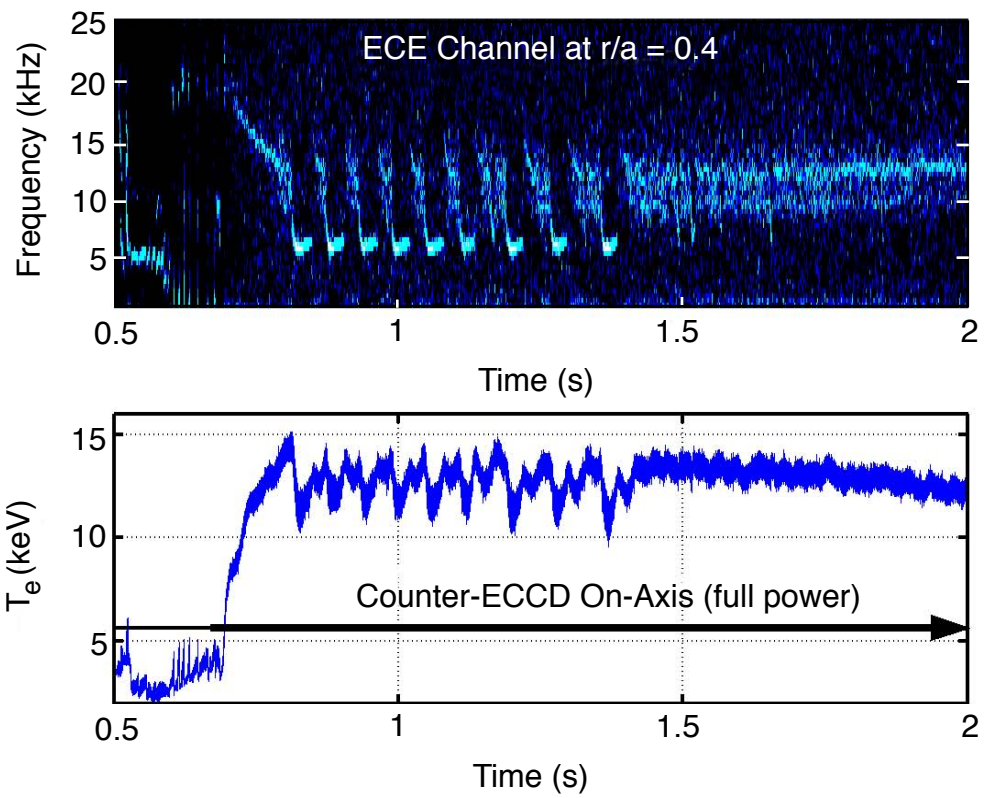 ECE Channel at r/a = 0.4
Frequency (kHz)
25
20
15
10
5
0.5 1 1.5 2
Time (s)
Te (keV)
15
10
5
Counter-ECCD On-Axis (full power)
0.5 1 1.5 2
Time (s)